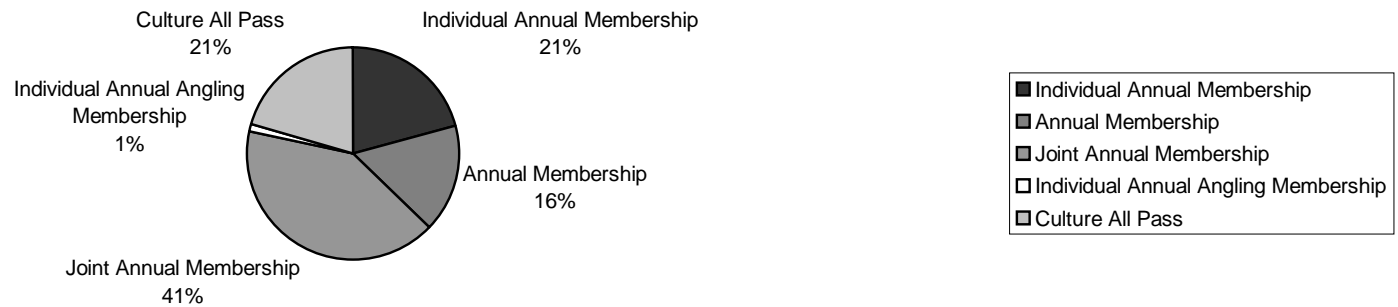 Culture All Pass
21%
Individual Annual Membership
21%
Individual Annual Angling
Membership
1%
Annual Membership
16%
Joint Annual Membership
41%
Individual Annual Membership
Annual Membership
Joint Annual Membership
Individual Annual Angling Membership
Culture All Pass